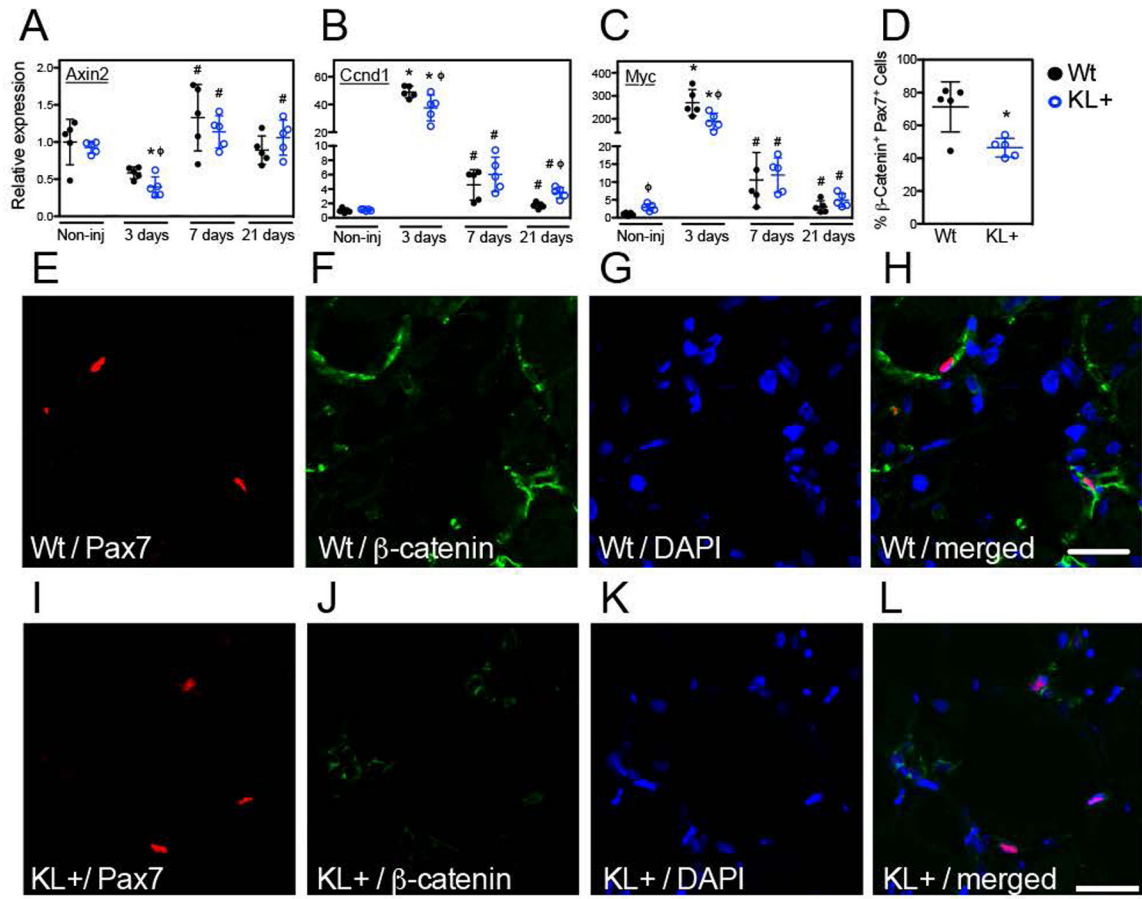 A
B
C
D
Relative expression
2.0
1.5
1.0
0.5
0.0
Axin2
#
#
* ϕ
#
Non-inj
3 days
7 days
21 days
60
40
20
10
8
6
4
2
0
Ccnd1
*
* ϕ
#
#
#
# ϕ
Non-inj
3 days
7 days
21 days
400
300
200
100
20
15
10
5
0
Myc
ϕ
*
* ϕ
#
#
#
#
Non-inj
3 days
7 days
21 days
% β-Catenin+ Pax7+ Cells
100
80
60
40
20
0
*
Wt
KL+
Wt
KL+
E
F
G
H
Wt / Pax7
Wt / β-catenin
Wt / DAPI
Wt / merged
I
J
K
L
KL+/ Pax7
KL+ / β-catenin
KL+ / DAPI
KL+ / merged